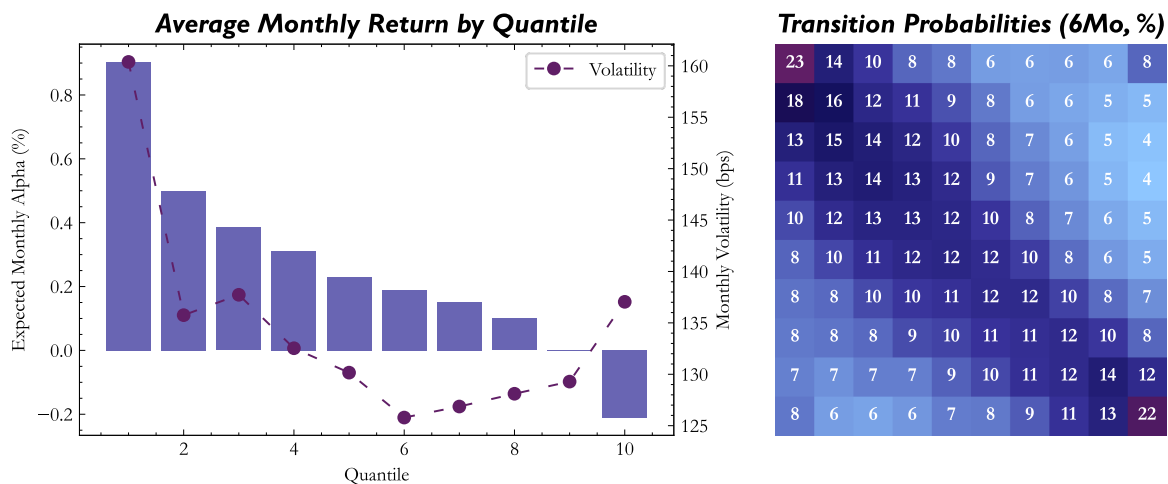 Average Monthly Return by Quantile
Volatility
Expected Monthly Alpha (%)
0.8
0.6
0.4
0.2
0.0
−0.2
2 4 6 8 10
Quantile
160
155
150
145
140
135
130
125
Monthly Volatility (bps)
Transition Probabilities (6Mo, %)
23 14 10 8 8 6 6 6 6 8
18 16 12 11 9 8 6 6 5 5
13 15 14 12 10 8 7 6 5 4
11 13 14 13 12 9 7 6 5 4
10 12 13 13 12 10 8 7 6 5
8 10 11 12 12 12 10 8 6 5
8 8 10 10 11 12 12 10 8 7
8 8 8 9 10 11 11 12 10 8
7 7 7 7 9 10 11 12 14 12
8 6 6 6 7 8 9 11 13 22